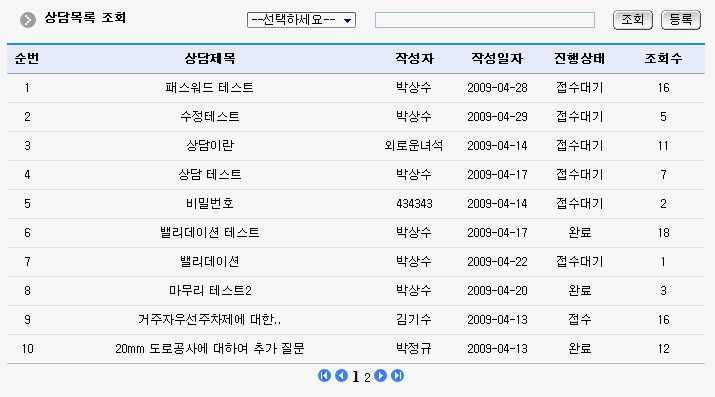 상담목록 조회 --선택하세요-- 조회 등록
순번 상담제목 작성자 작성일자 진행상태 조회수
1 패스워드 테스트 박상수 2009-04-28 접수대기 16
2 수정테스트 박상수 2009-04-29 접수대기 5
3 상담이란 외로운녀석 2009-04-14 접수대기 11
4 상담 테스트 박상수 2009-04-17 접수대기 7
5 비밀번호 434343 2009-04-14 접수대기 2
6 밸리데이션 테스트 박상수 2009-04-17 완료 18
7 밸리데이션 박상수 2009-04-22 접수대기 1
8 마무리 테스트2 박상수 2009-04-20 완료 3
9 거주자우선주차제에 대한.. 김기수 2009-04-13 접수 16
10 20mm 도로공사에 대하여 추가 질문 박정규 2009-04-13 완료 12
1 2